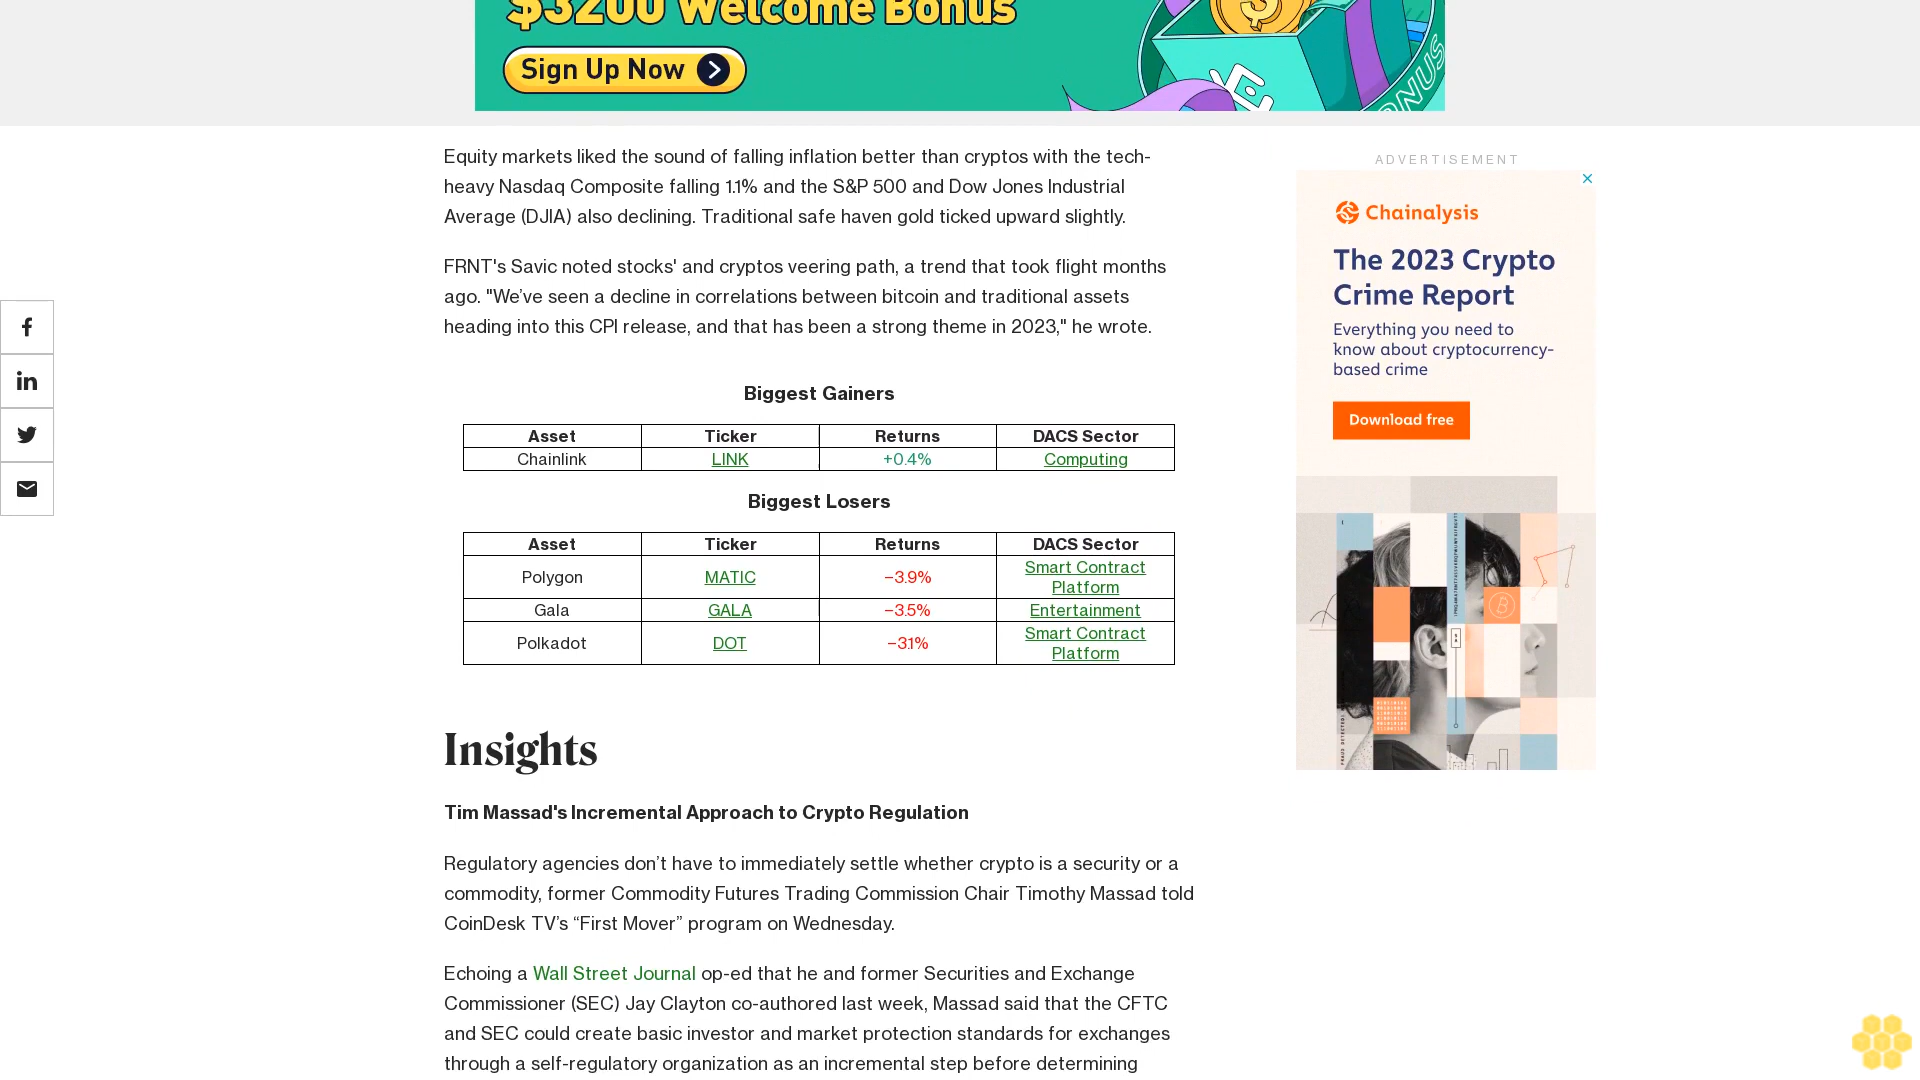 $3200 Welcome Bonus
Sign Up Now
BONUS
Equity markets liked the sound of falling inflation better than cryptos with the tech-
heavy Nasdaq Composite falling 1.1% and the S&P 500 and Dow Jones Industrial
Average (DJIA) also declining. Traditional safe haven gold ticked upward slightly.
FRNT's Savic noted stocks' and cryptos veering path, a trend that took flight months
ago. "We’ve seen a decline in correlations between bitcoin and traditional assets
heading into this CPI release, and that has been a strong theme in 2023," he wrote.
Biggest Gainers
Asset Ticker Returns DACS Sector
Chainlink LINK +0.4% Computing
Biggest Losers
Asset Ticker Returns DACS Sector
Polygon MATIC −3.9% Smart Contract
Platform
Gala GALA −3.5% Entertainment
Polkadot DOT −3.1% Smart Contract
Platform
Insights
Tim Massad's Incremental Approach to Crypto Regulation
Regulatory agencies don’t have to immediately settle whether crypto is a security or a
commodity, former Commodity Futures Trading Commission Chair Timothy Massad told
CoinDesk TV’s “First Mover” program on Wednesday.
Echoing a Wall Street Journal op-ed that he and former Securities and Exchange
Commissioner (SEC) Jay Clayton co-authored last week, Massad said that the CFTC
and SEC could create basic investor and market protection standards for exchanges
through a self-regulatory organization as an incremental step before determining
ADVERTISEMENT
Chainalysis
The 2023 Crypto
Crime Report
Everything you need to
know about cryptocurrency-
based crime
Download free